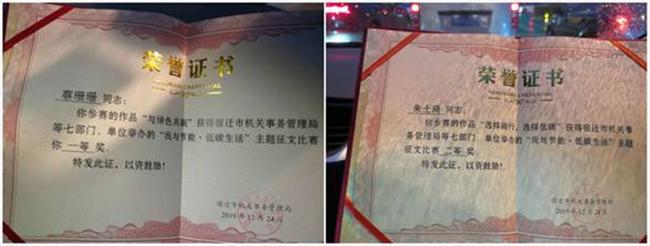 荣誉证书
蔡珊珊 同志：
你参赛的作品“与绿色共舞”获得宿迁市机关事务管理局
等七部门、单位举办的“我与节能·低碳生活”主题征文比赛
你 一等 奖。
特发此证，以资鼓励！
宿迁市机关事务管理局
2019年12月24日
荣誉证书
同志：
你参赛的作品“选择骑行，选择低碳”获得宿迁市机关事
务管理局等七部门、单位举办的“我与节能·低碳生活”主题
征文比赛 二等 奖。
特发此证，以资鼓励！
宿迁市机关事务管理局
2019年12月24日